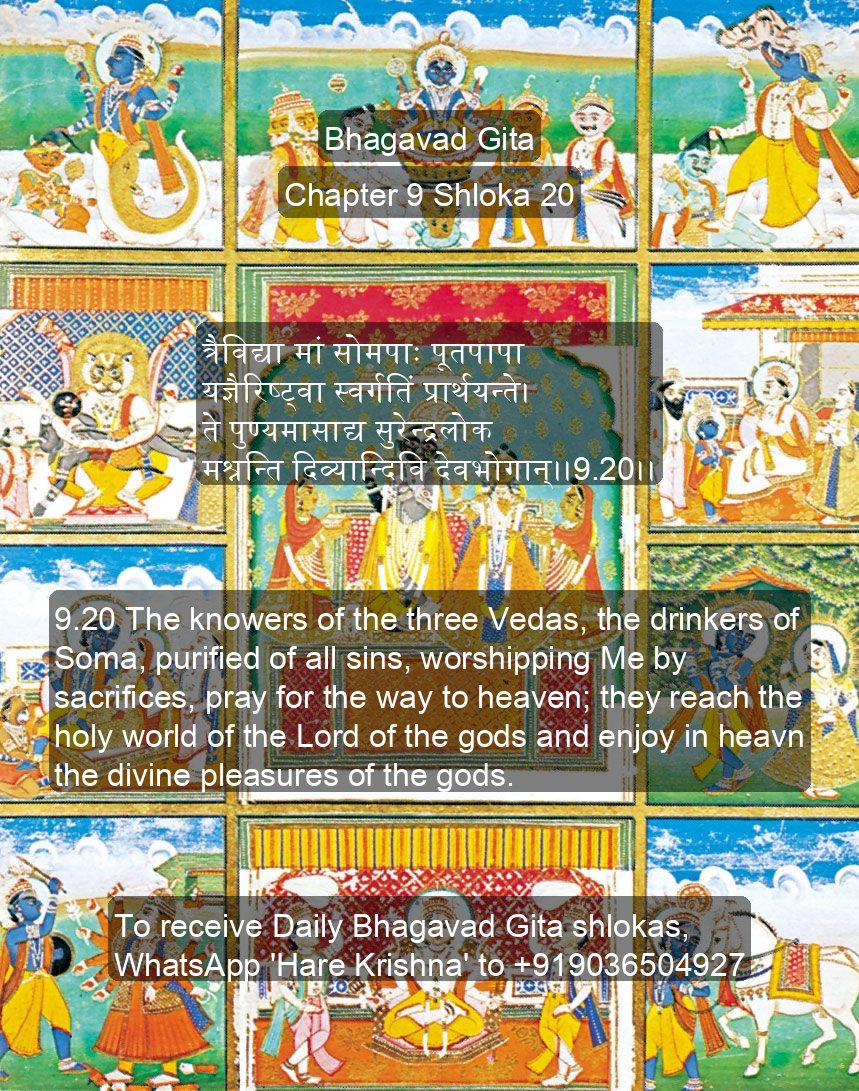 Bhagavad Gita
Chapter 9 Shloka 20
त्रैविद्या मां सोमपाः पूतपापा
यज्ञैरिष्ट्वा स्वर्गतिं प्रार्थयन्ते।
ते पुण्यमासाद्य सुरेन्द्रलोक
मश्नन्ति दिव्यान्दिवि देवभोगान्।।9.20।।
9.20 The knowers of the three Vedas, the drinkers of
Soma, purified of all sins, worshipping Me by
sacrifices, pray for the way to heaven; they reach the
holy world of the Lord of the gods and enjoy in heavn
the divine pleasures of the gods.
To receive Daily Bhagavad Gita shlokas,
WhatsApp 'Hare Krishna' to +919036504927